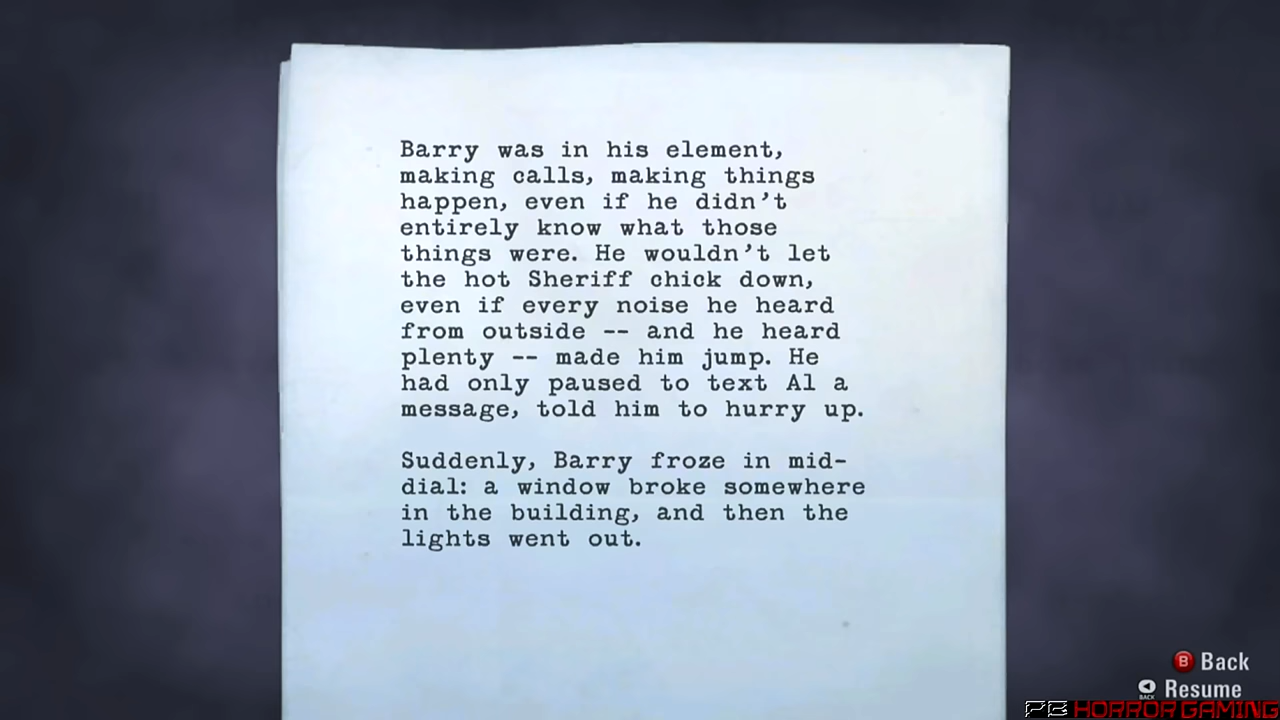 Barry was in his element,
making calls, making things
happen, even if he didn't
entirely know what those
things were. He wouldn't let
the hot Sheriff chick down,
even if every noise he heard
from outside -- and he heard
plenty -- made him jump. He
had only paused to text Al a
message, told him to hurry up.
Suddenly, Barry froze in mid-
dial: a window broke somewhere
in the building, and then the
lights went out.
B Back
BACK Resume
HORROR GAMING